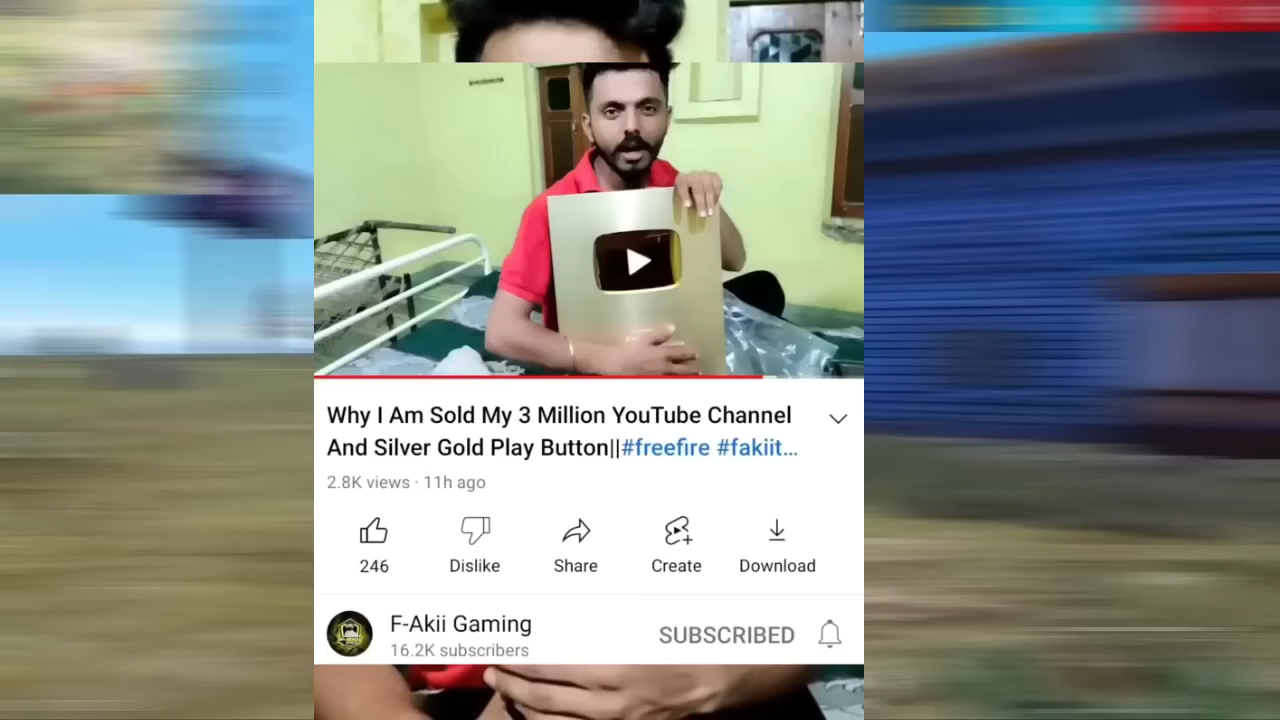 Why I Am Sold My 3 Million YouTube Channel
And Silver Gold Play Button||#freefire #fakiit...
2.8K views · 11h ago
246
Dislike
Share
Create
Download
F-Akii Gaming
16.2K subscribers
SUBSCRIBED